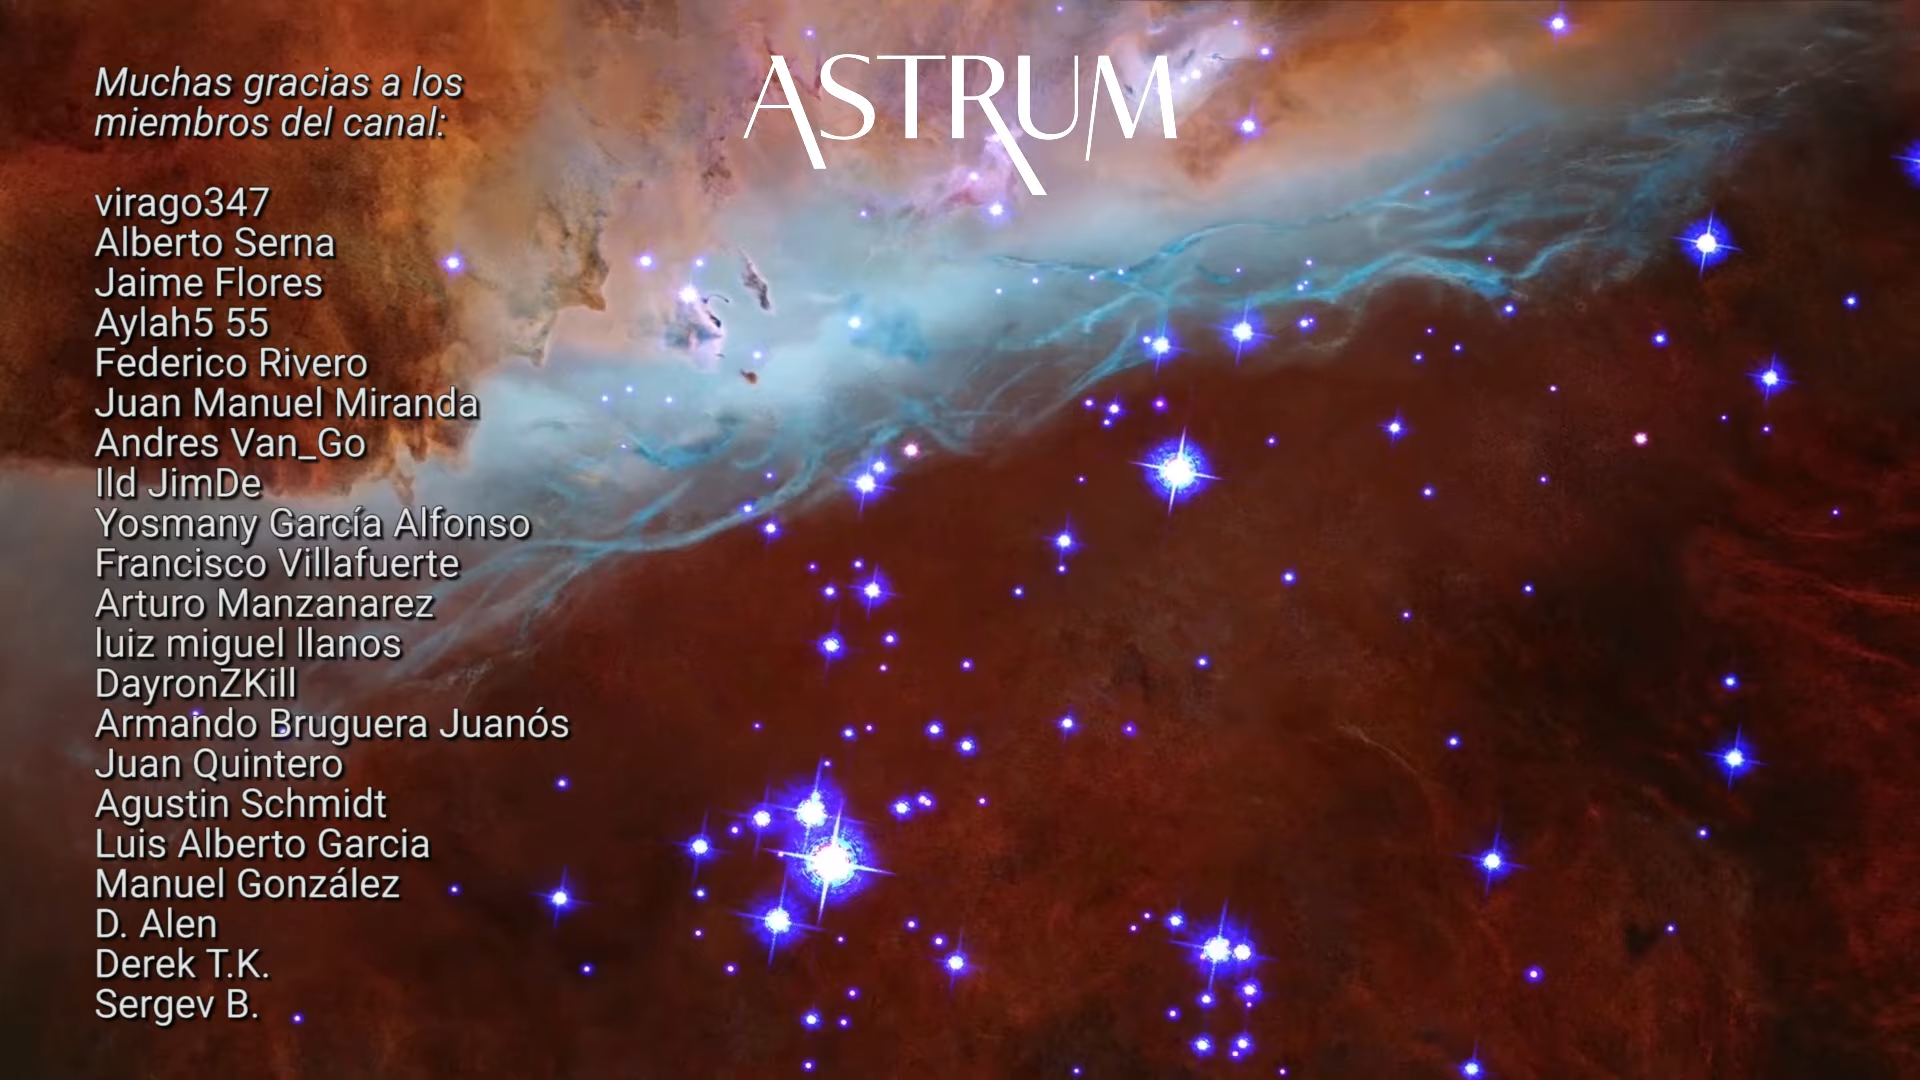 ASTRUM
Muchas gracias a los
miembros del canal:
virago347
Alberto Serna
Jaime Flores
Aylah5 55
Federico Rivero
Juan Manuel Miranda
Andres Van_Go
Ild JimDe
Yosmany García Alfonso
Francisco Villafuerte
Arturo Manzanarez
luiz miguel llanos
DayronZKill
Armando Bruguera Juanós
Juan Quintero
Agustin Schmidt
Luis Alberto Garcia
Manuel González
D. Alen
Derek T.K.
Sergev B.